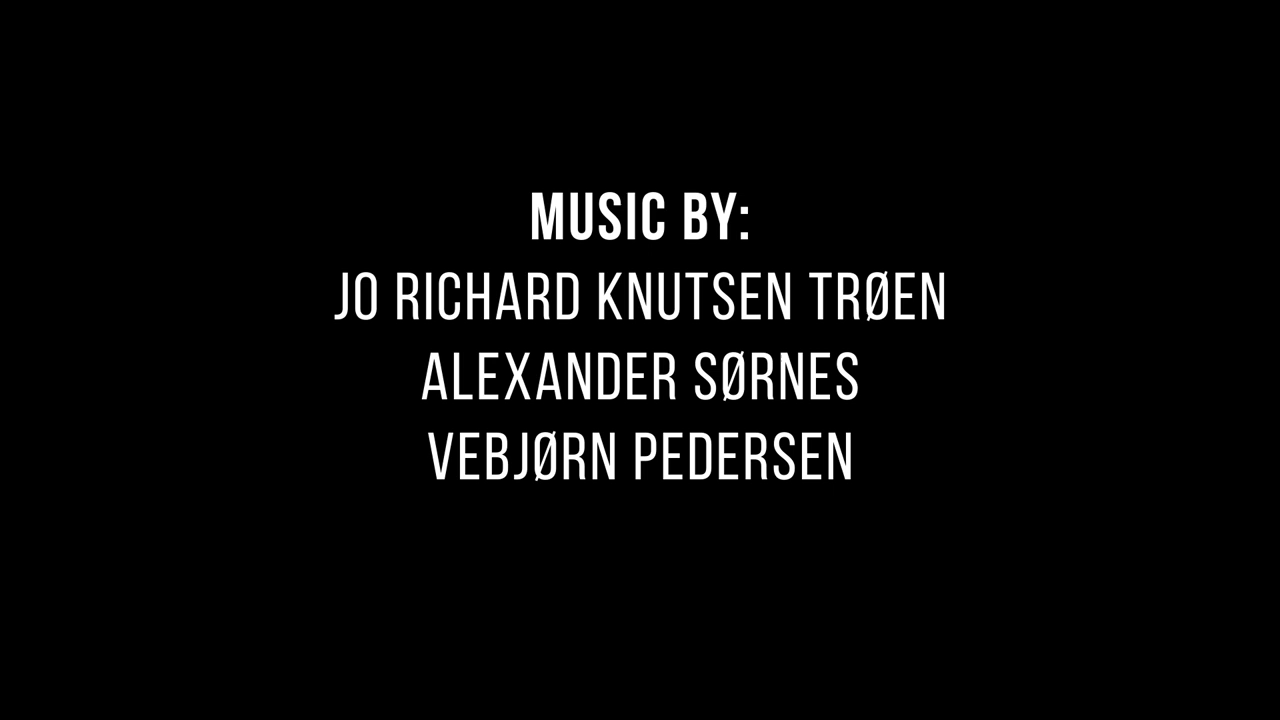 MUSIC BY:
JO RICHARD KNUTSEN TRØEN
ALEXANDER SØRNES
VEBJØRN PEDERSEN